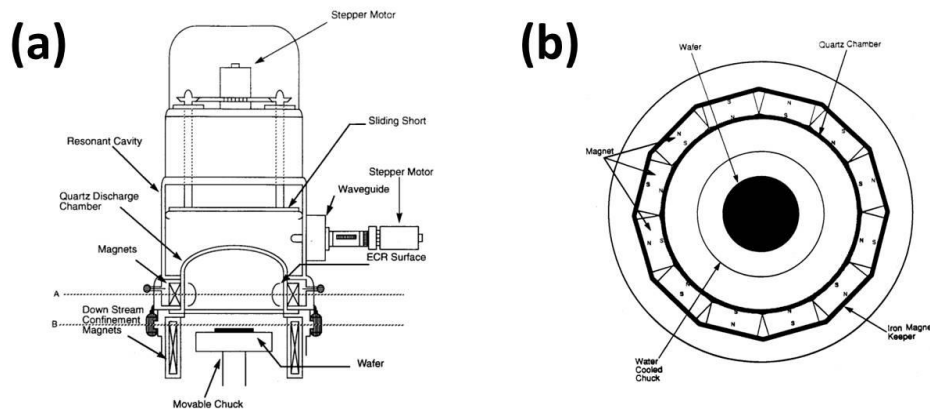 (a)
Stepper Motor
Sliding Short
Resonant Cavity
Stepper Motor
Waveguide
Quartz Discharge
Chamber
ECR Surface
Magnets
A
B
Down Stream
Confinement
Magnets
Wafer
Movable Chuck
(b)
Wafer
Quartz Chamber
Magnet
S
N
S
N
N
S
N
S
N
S
N
S
S
N
S
N
S
N
S
N
N
S
N
S
Iron Magnet
Keeper
Water
Cooled
Chuck